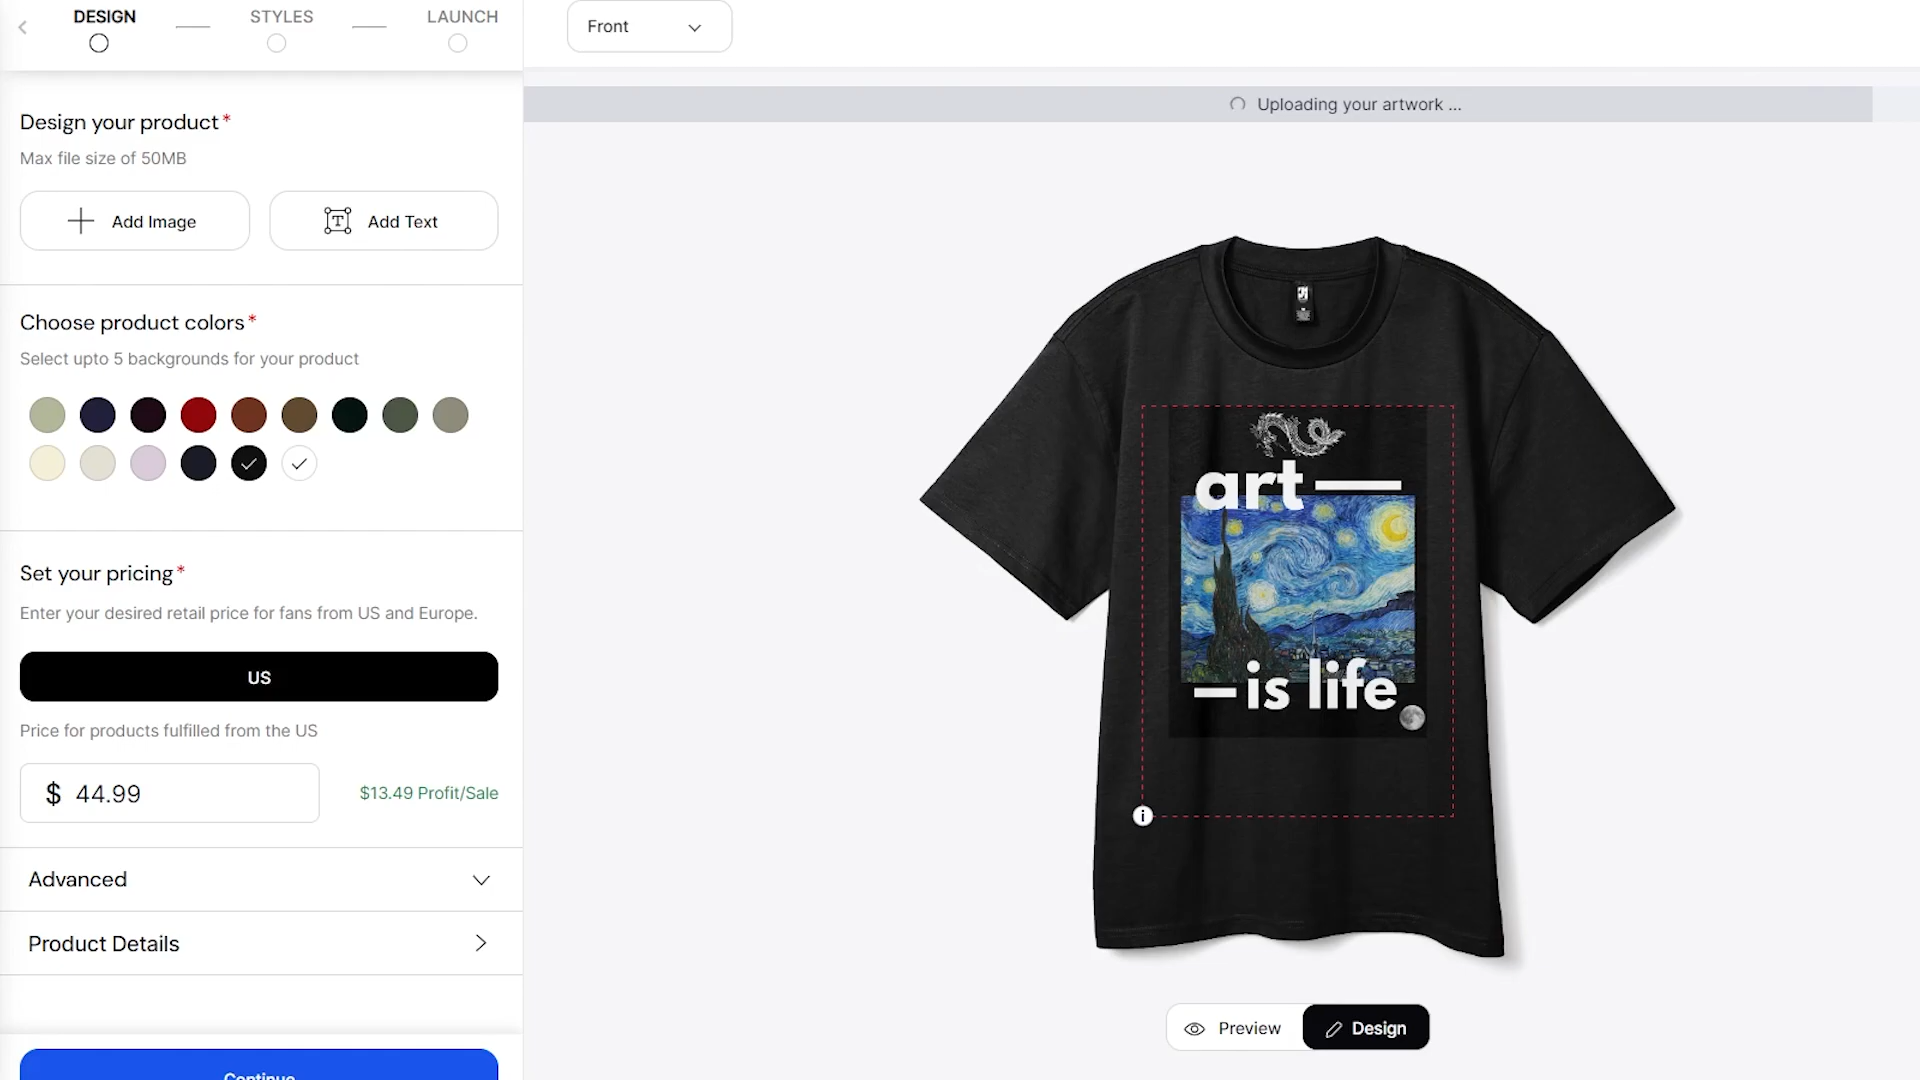 DESIGN
STYLES
LAUNCH
Front
Uploading your artwork ...
Design your product*
Max file size of 50MB
Add Image
Add Text
Choose product colors*
Select upto 5 backgrounds for your product
Set your pricing*
Enter your desired retail price for fans from US and Europe.
US
Price for products fulfilled from the US
$ 44.99
$13.49 Profit/Sale
Advanced
Product Details
Continue
art
is life
Preview
Design